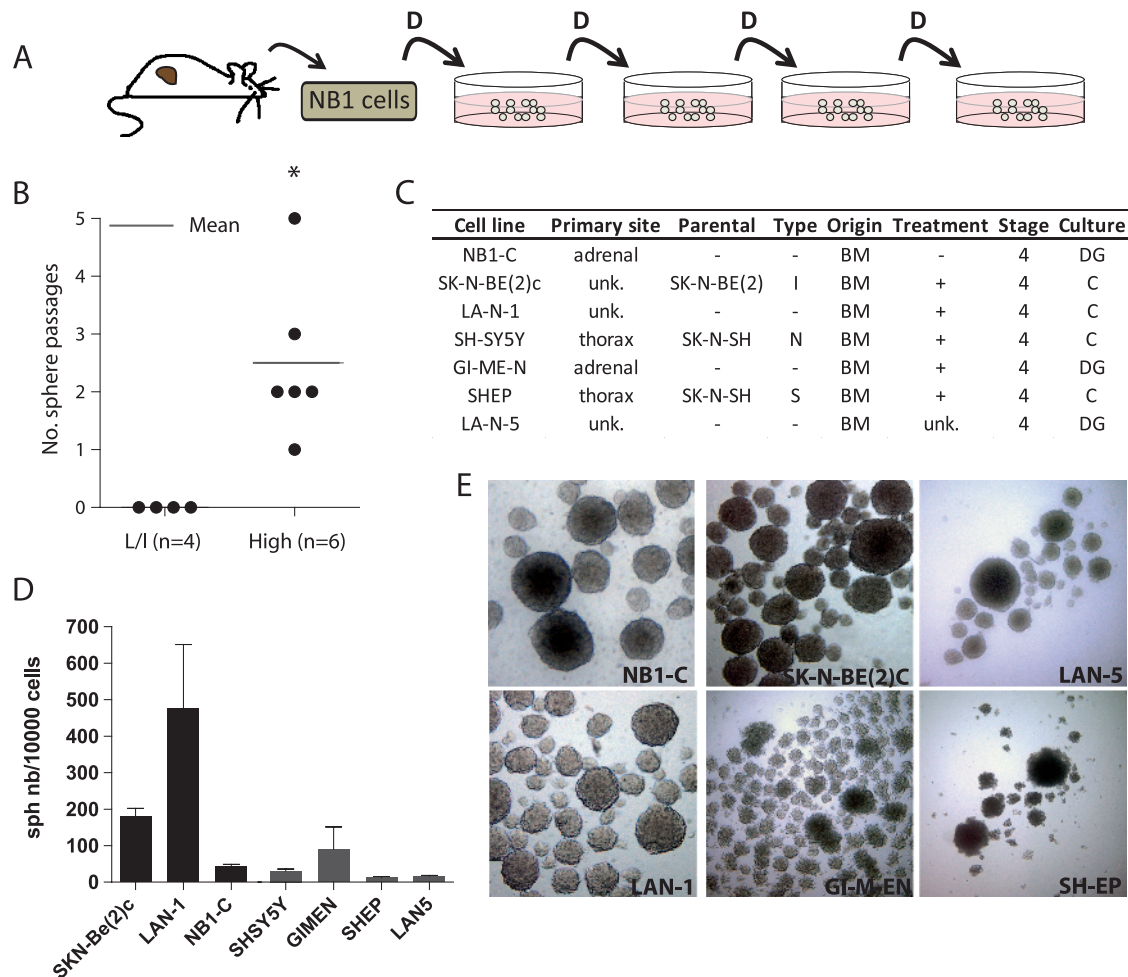 A
D D D D
NB1 cells
B
*
5
4
3
2
1
0
No. sphere passages
Mean
L/I (n=4) High (n=6)
C
Cell line Primary site Parental Type Origin Treatment Stage Culture
NB1-C adrenal - - BM - 4 DG
SK-N-BE(2)c unk. SK-N-BE(2) I BM + 4 C
LA-N-1 unk. - - BM + 4 C
SH-SY5Y thorax SK-N-SH N BM + 4 C
GI-ME-N adrenal - - BM + 4 DG
SHEP thorax SK-N-SH S BM + 4 C
LA-N-5 unk. - - BM unk. 4 DG
D
700
600
500
400
300
200
100
0
sph nb/10000 cells
SKN-Be(2)c LAN-1 NB1-C SHSY5Y GIMEN SHEP LAN5
E
NB1-C SK-N-BE(2)C LAN-5
LAN-1 GI-M-EN SH-EP